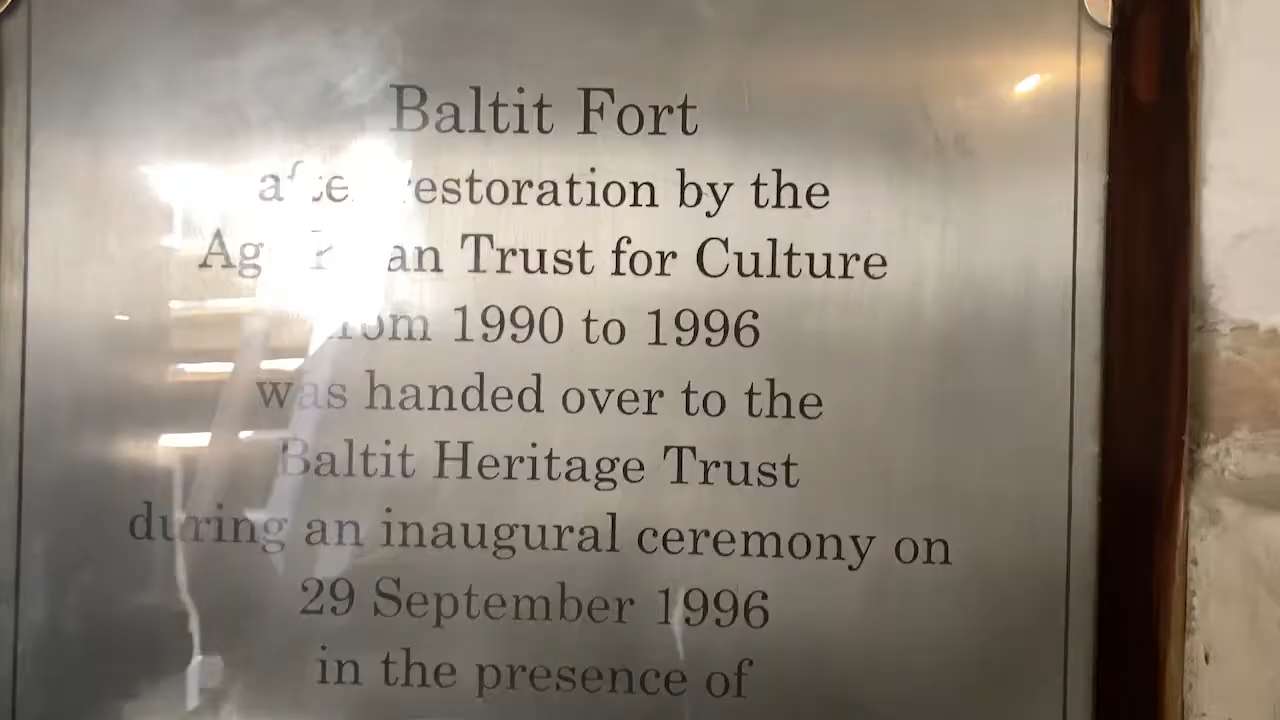 Baltit Fort
after restoration by the
Aga Khan Trust for Culture
from 1990 to 1996
was handed over to the
Baltit Heritage Trust
during an inaugural ceremony on
29 September 1996
in the presence of